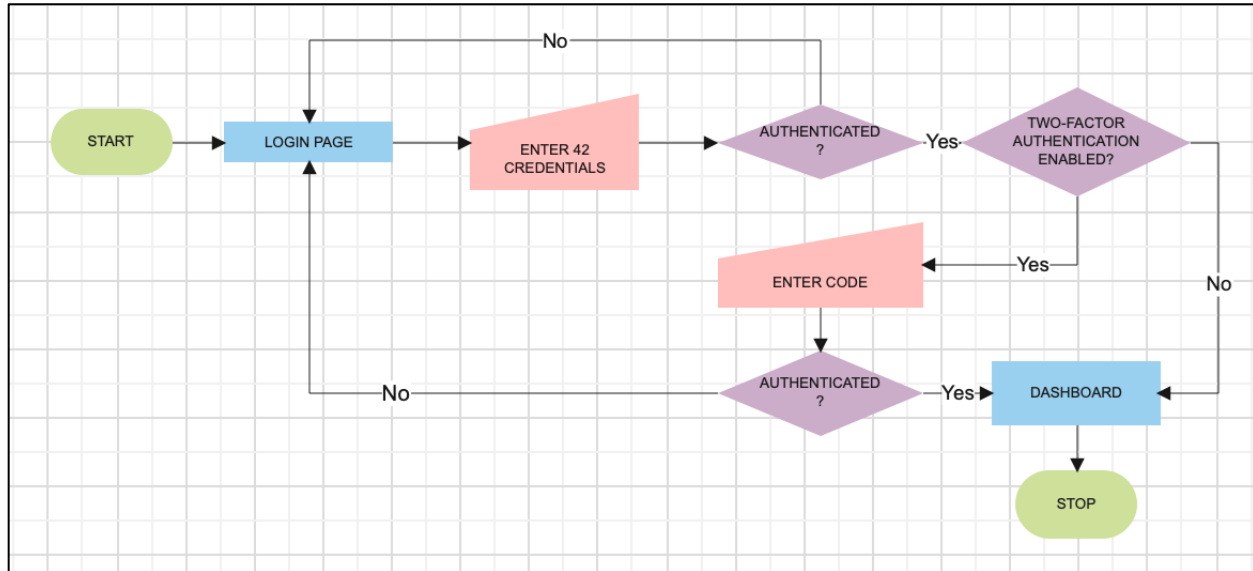 No
START
LOGIN PAGE
ENTER 42
CREDENTIALS
AUTHENTICATED
?
Yes
TWO-FACTOR
AUTHENTICATION
ENABLED?
Yes
No
ENTER CODE
No
AUTHENTICATED
?
Yes
DASHBOARD
STOP